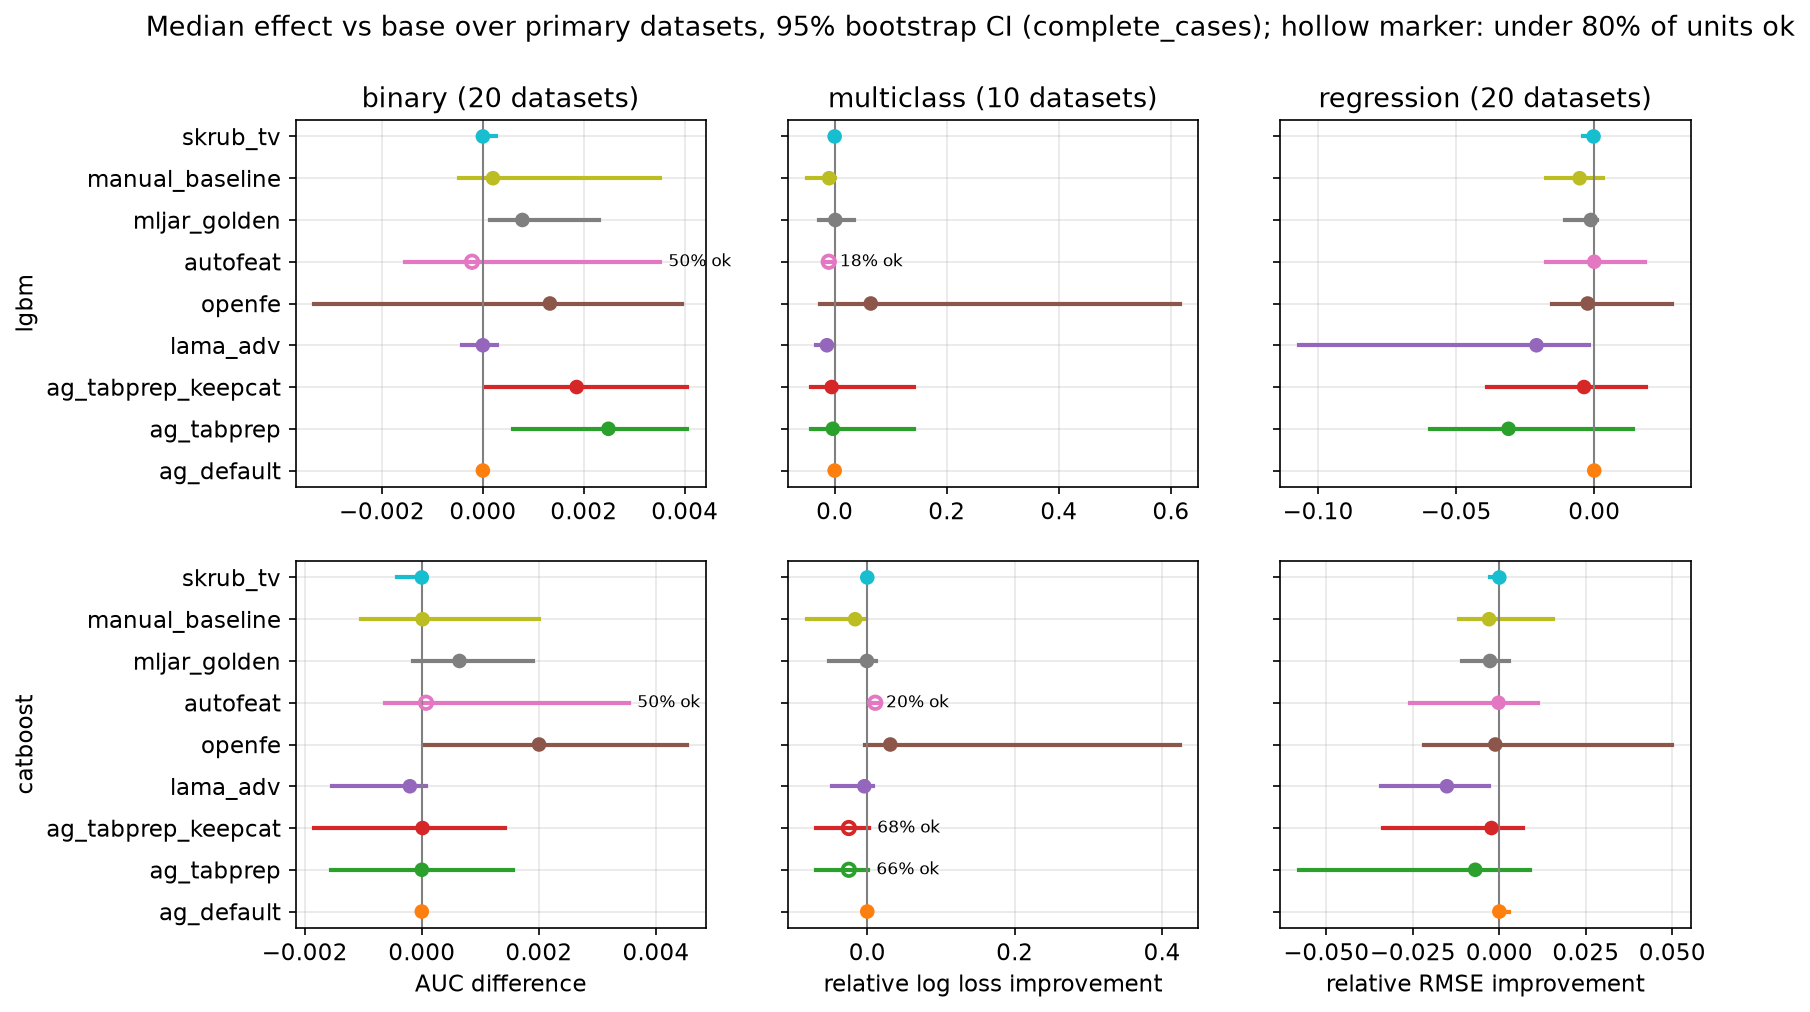 Median effect vs base over primary datasets, 95% bootstrap CI (complete_cases); hollow marker: under 80% of units ok
binary (20 datasets)
multiclass (10 datasets)
regression (20 datasets)
lgbm
skrub_tv
manual_baseline
mljar_golden
autofeat
50% ok
18% ok
openfe
lama_adv
ag_tabprep_keepcat
ag_tabprep
ag_default
−0.002 0.000 0.002 0.004
0.0 0.2 0.4 0.6
−0.10 −0.05 0.00
catboost
skrub_tv
manual_baseline
mljar_golden
autofeat
50% ok
20% ok
openfe
lama_adv
ag_tabprep_keepcat
68% ok
ag_tabprep
66% ok
ag_default
−0.002 0.000 0.002 0.004
0.0 0.2 0.4
−0.050 −0.025 0.000 0.025 0.050
AUC difference
relative log loss improvement
relative RMSE improvement